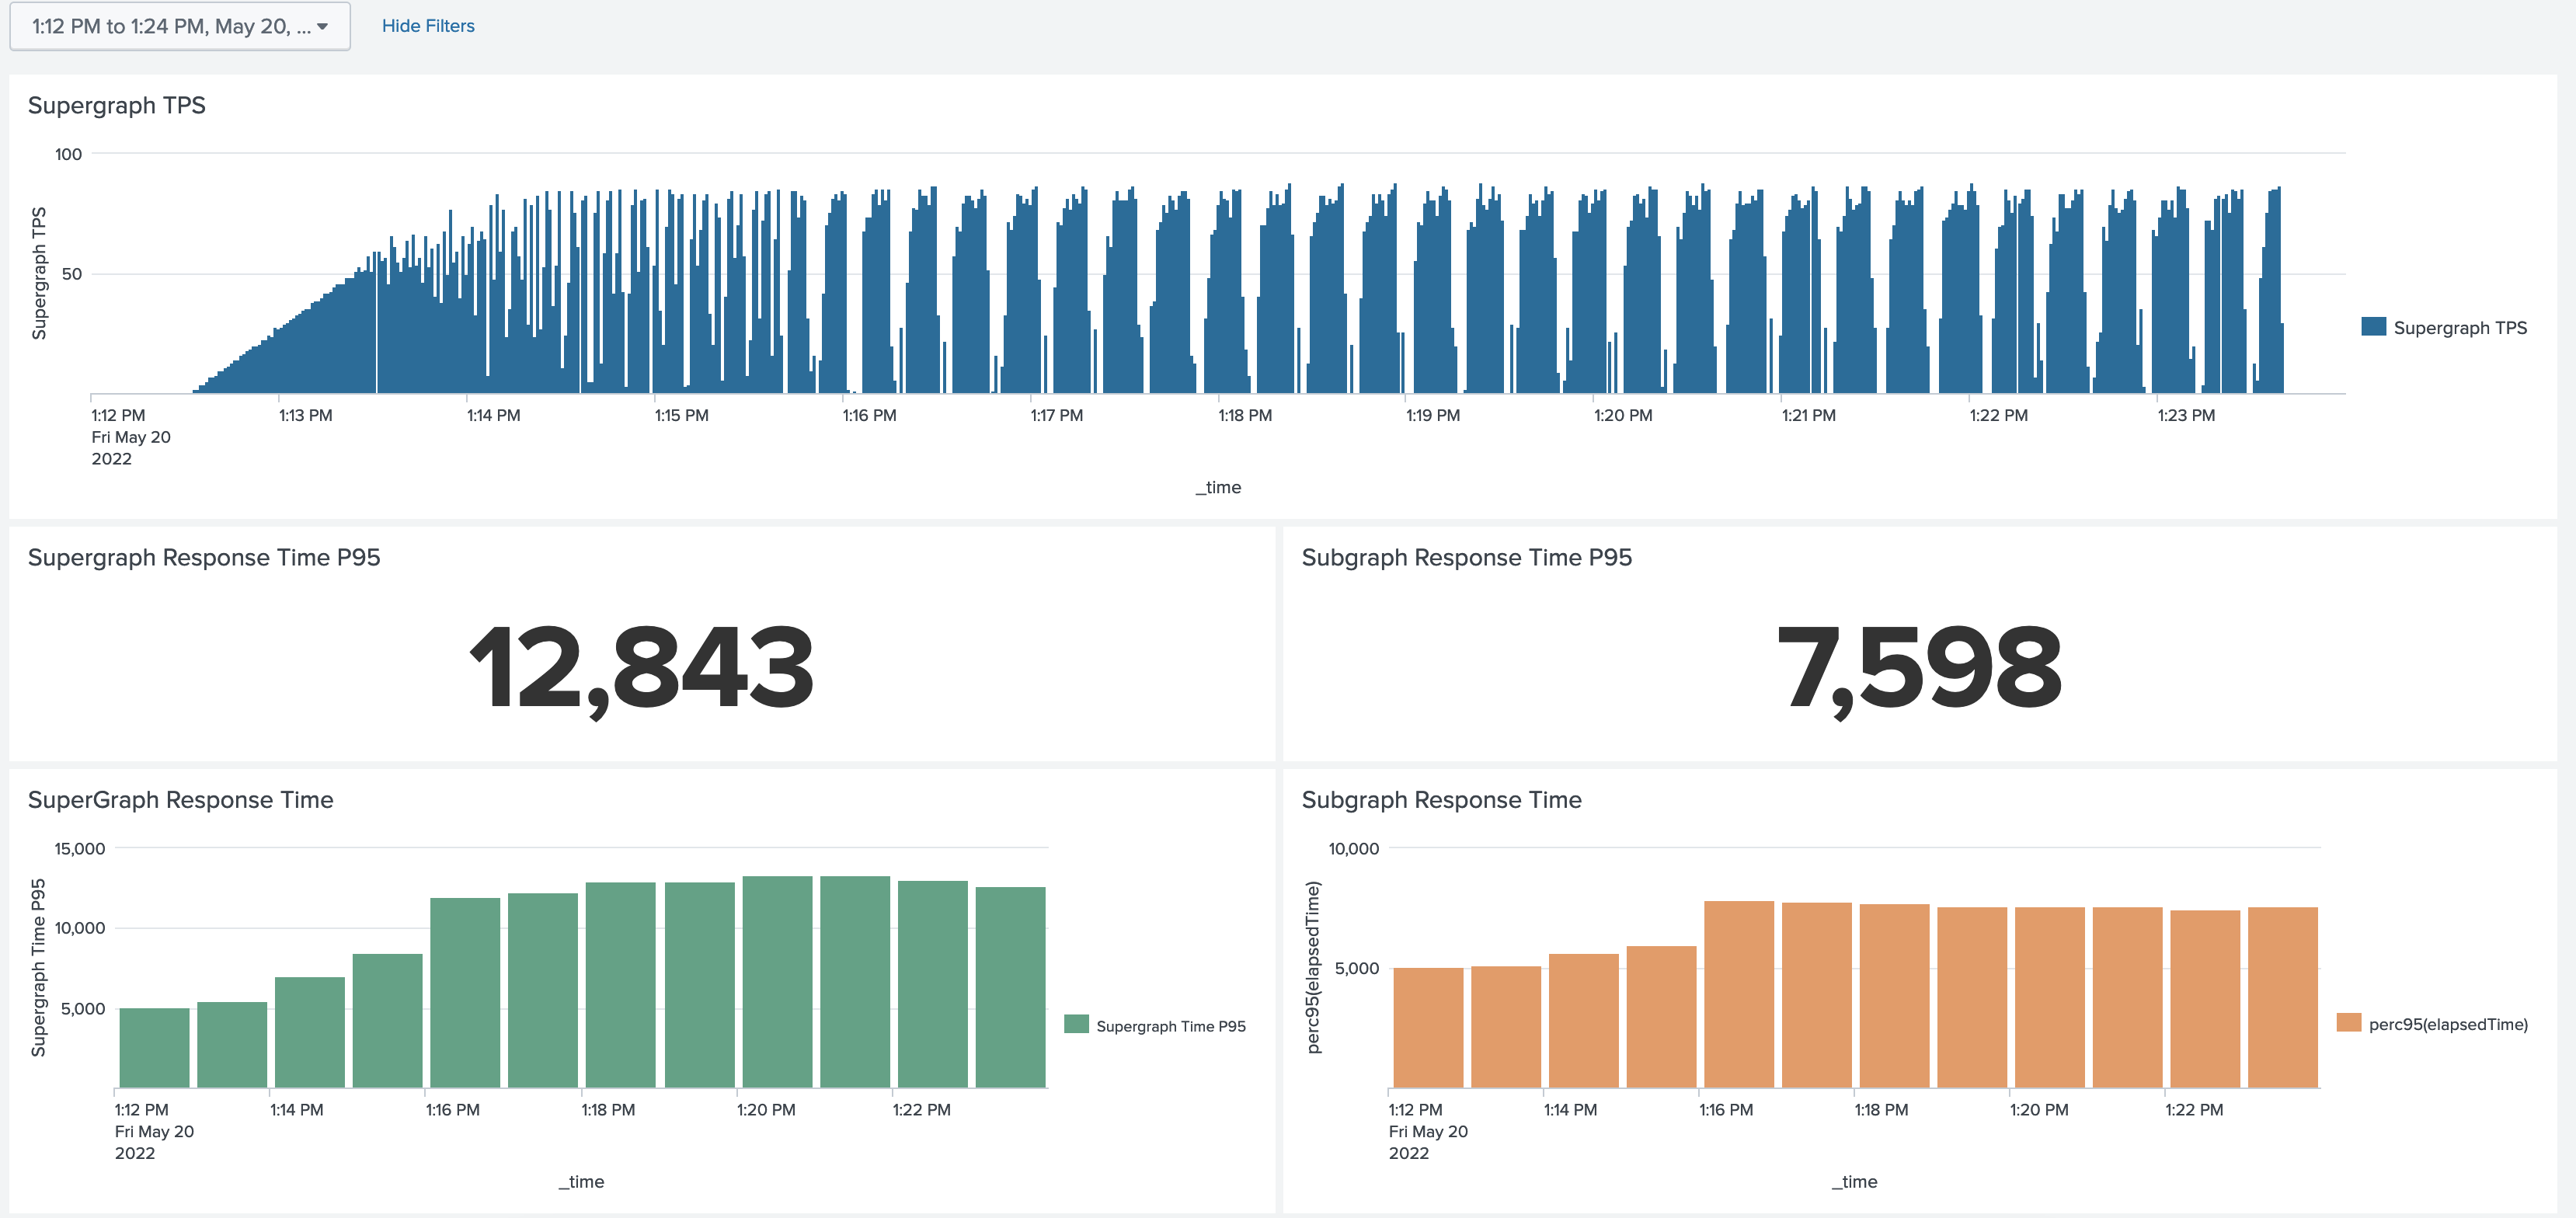 1:12 PM to 1:24 PM, May 20, ...
Hide Filters
Supergraph TPS
100
50
Supergraph TPS
1:12 PM
Fri May 20
2022
1:13 PM
1:14 PM
1:15 PM
1:16 PM
1:17 PM
1:18 PM
1:19 PM
1:20 PM
1:21 PM
1:22 PM
1:23 PM
_time
Supergraph TPS
Supergraph Response Time P95
12,843
Subgraph Response Time P95
7,598
SuperGraph Response Time
15,000
10,000
5,000
Supergraph Time P95
1:12 PM
Fri May 20
2022
1:14 PM
1:16 PM
1:18 PM
1:20 PM
1:22 PM
_time
Supergraph Time P95
Subgraph Response Time
10,000
5,000
perc95(elapsedTime)
1:12 PM
Fri May 20
2022
1:14 PM
1:16 PM
1:18 PM
1:20 PM
1:22 PM
_time
perc95(elapsedTime)